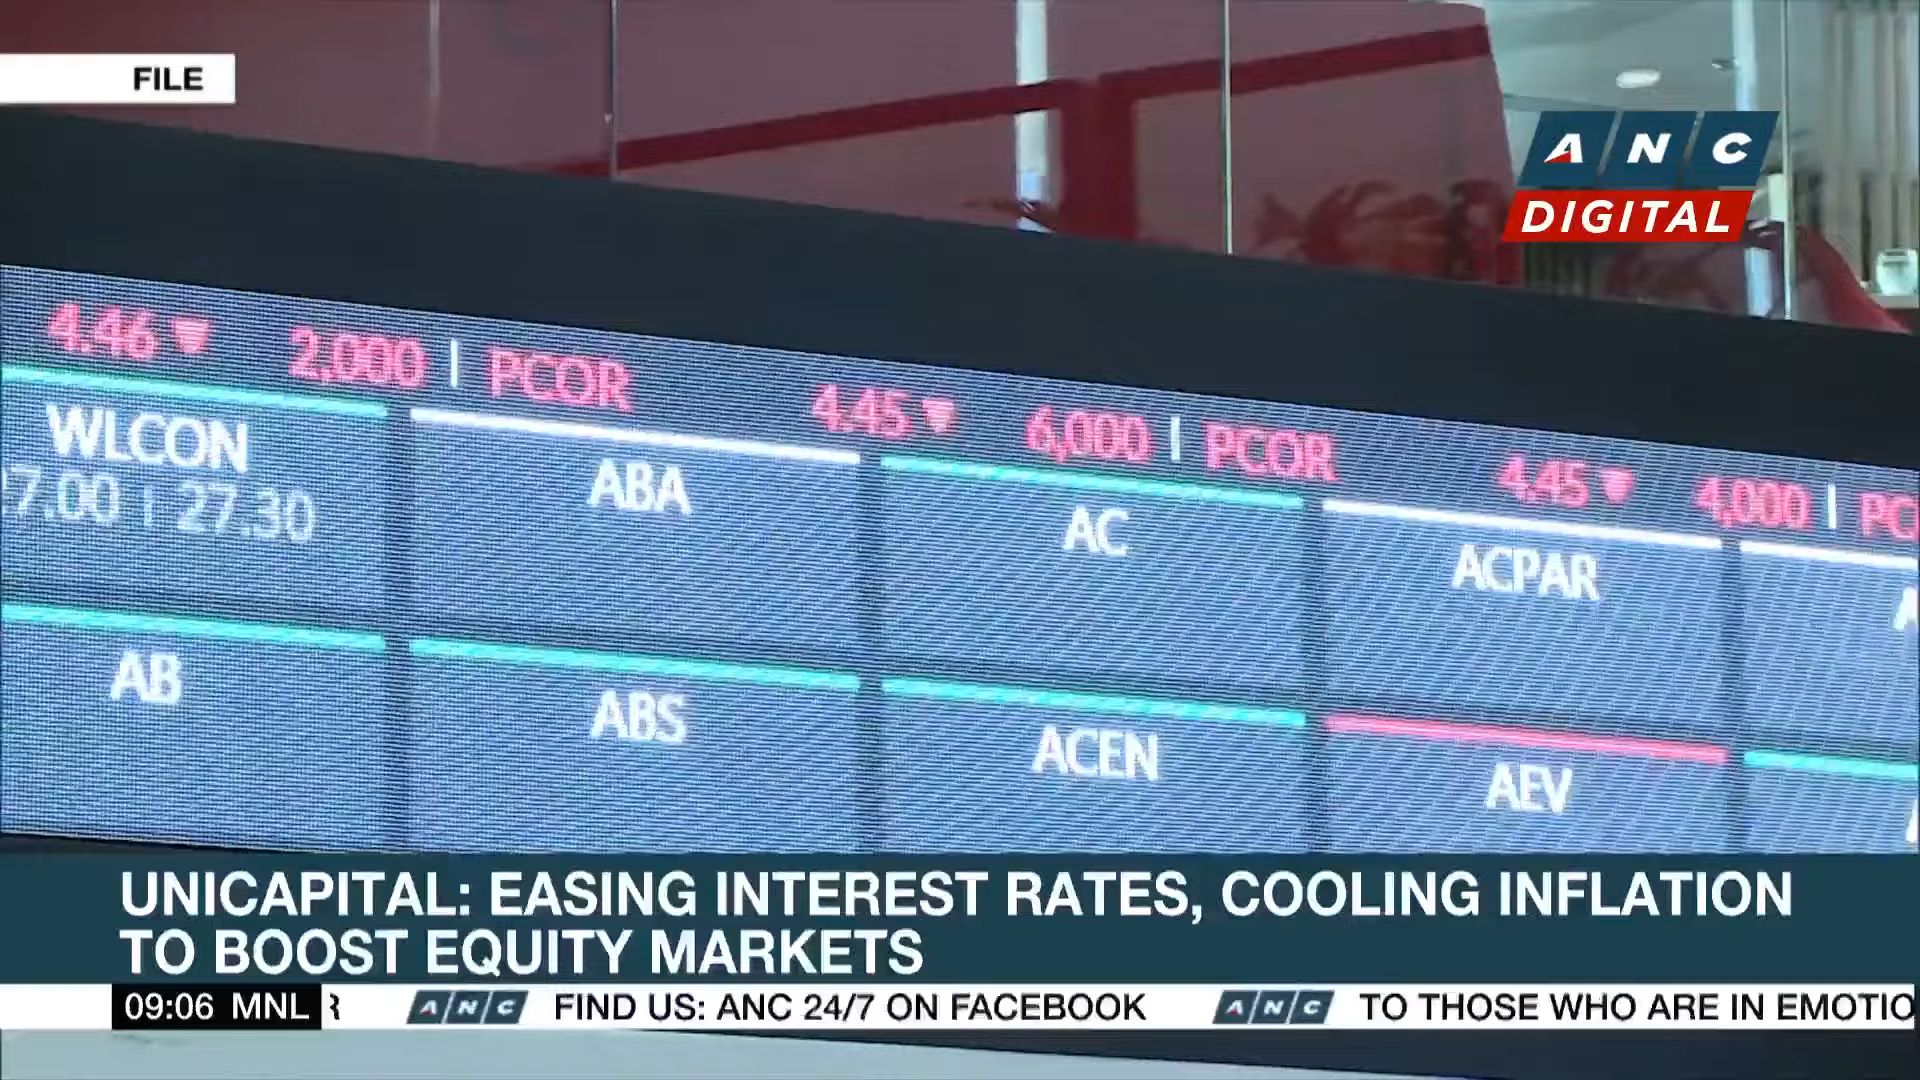 FILE
ANC
DIGITAL
4.46 ▼ 2,000 | PCOR 4.45 ▼ 6,000 | PCOR 4.45 ▼ 4,000 |
WLCON ABA AC ACPAR
7.00 | 27.30
AB ABS ACEN AEV
UNICAPITAL: EASING INTEREST RATES, COOLING INFLATION
TO BOOST EQUITY MARKETS
09:06 MNL R ANC FIND US: ANC 24/7 ON FACEBOOK ANC TO THOSE WHO ARE IN EMOTIO